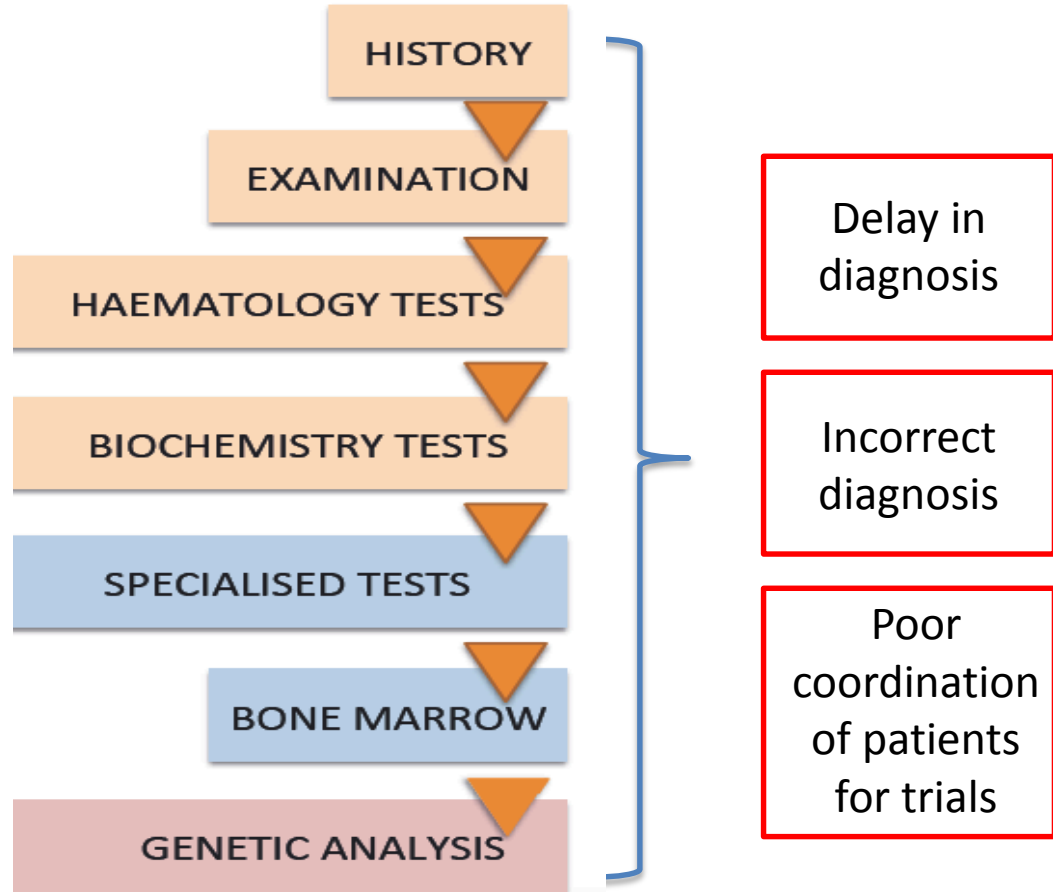 HISTORY
EXAMINATION
HAEMATOLOGY TESTS
BIOCHEMISTRY TESTS
SPECIALISED TESTS
BONE MARROW
GENETIC ANALYSIS
Delay in
diagnosis
Incorrect
diagnosis
Poor
coordination
of patients
for trials